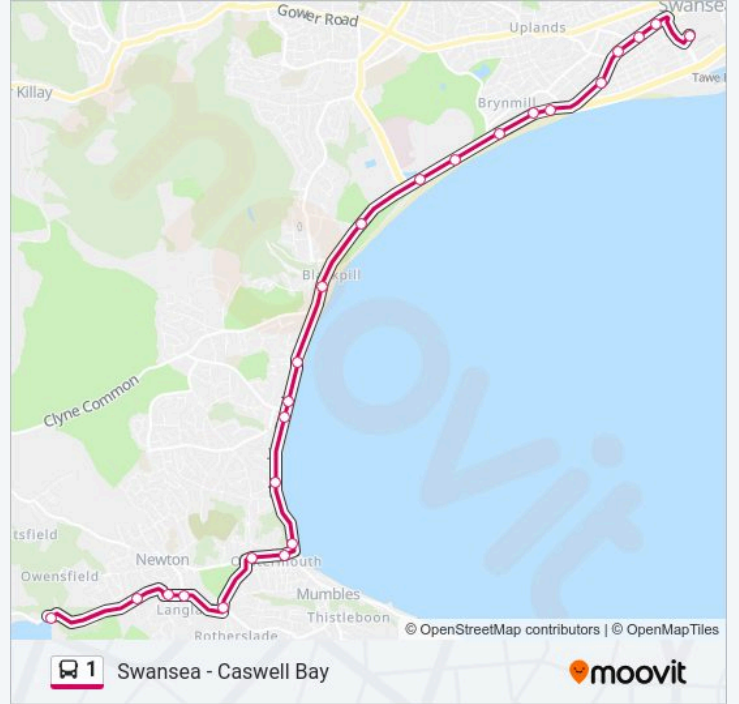 Swansea
Gower Road
Uplands
Killay
Tawe
Brynmill
Blackpill
Clyne Common
Newton
Owensfield
Mumbles
Thistleboon
Rotherslade
© OpenStreetMap contributors | © OpenMapTiles
1
Swansea - Caswell Bay
moovit
moovit